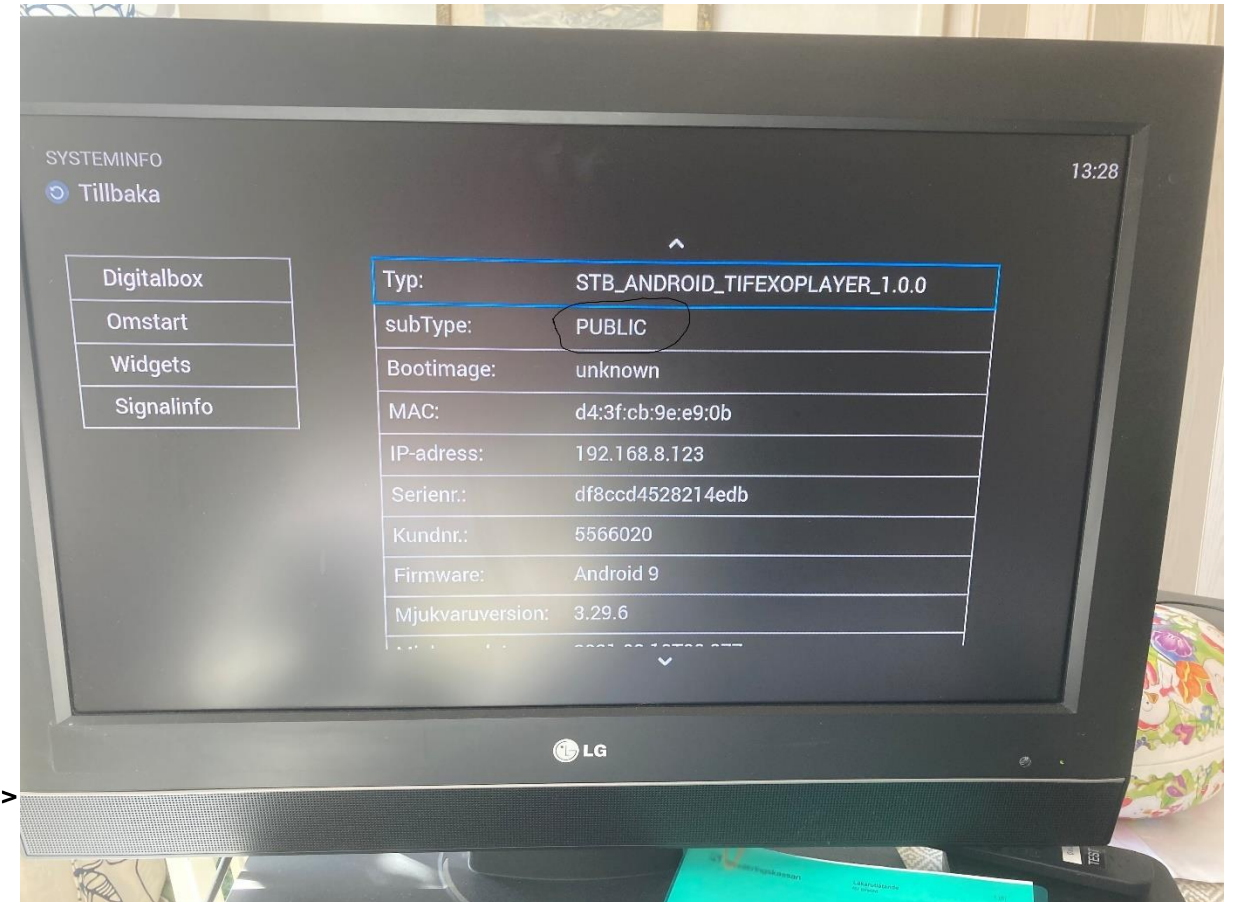 SYSTEMINFO
13:28
Tillbaka
Digitalbox
Omstart
Widgets
Signalinfo
Typ: STB_ANDROID_TIFEXOPLAYER_1.0.0
subType: PUBLIC
Bootimage: unknown
MAC: d4:3f:cb:9e:e9:0b
IP-adress: 192.168.8.123
Serienr.: df8ccd4528214edb
Kundnr.: 5566020
Firmware: Android 9
Mjukvaruversion: 3.29.6
LG
>
TEST